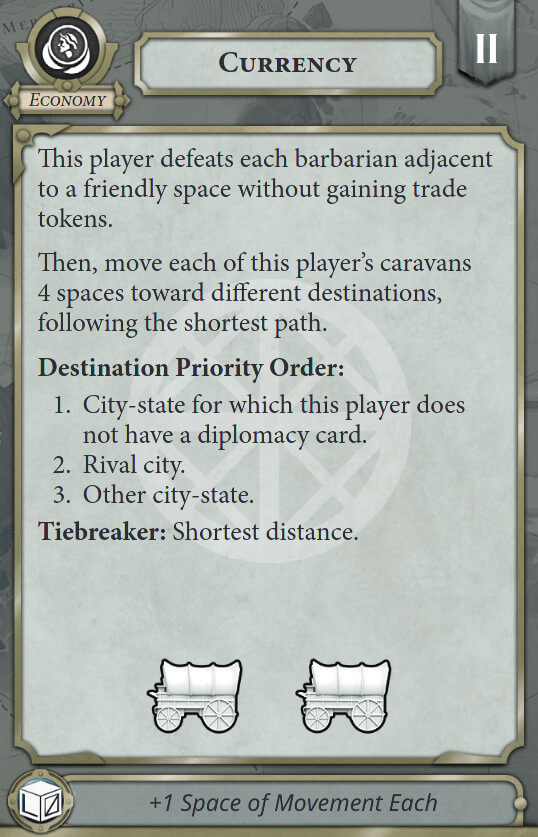 CURRENCY
II
ECONOMY
This player defeats each barbarian adjacent
to a friendly space without gaining trade
tokens.
Then, move each of this player's caravans
4 spaces toward different destinations,
following the shortest path.
Destination Priority Order:
1. City-state for which this player does
not have a diplomacy card.
2. Rival city.
3. Other city-state.
Tiebreaker: Shortest distance.
+1 Space of Movement Each